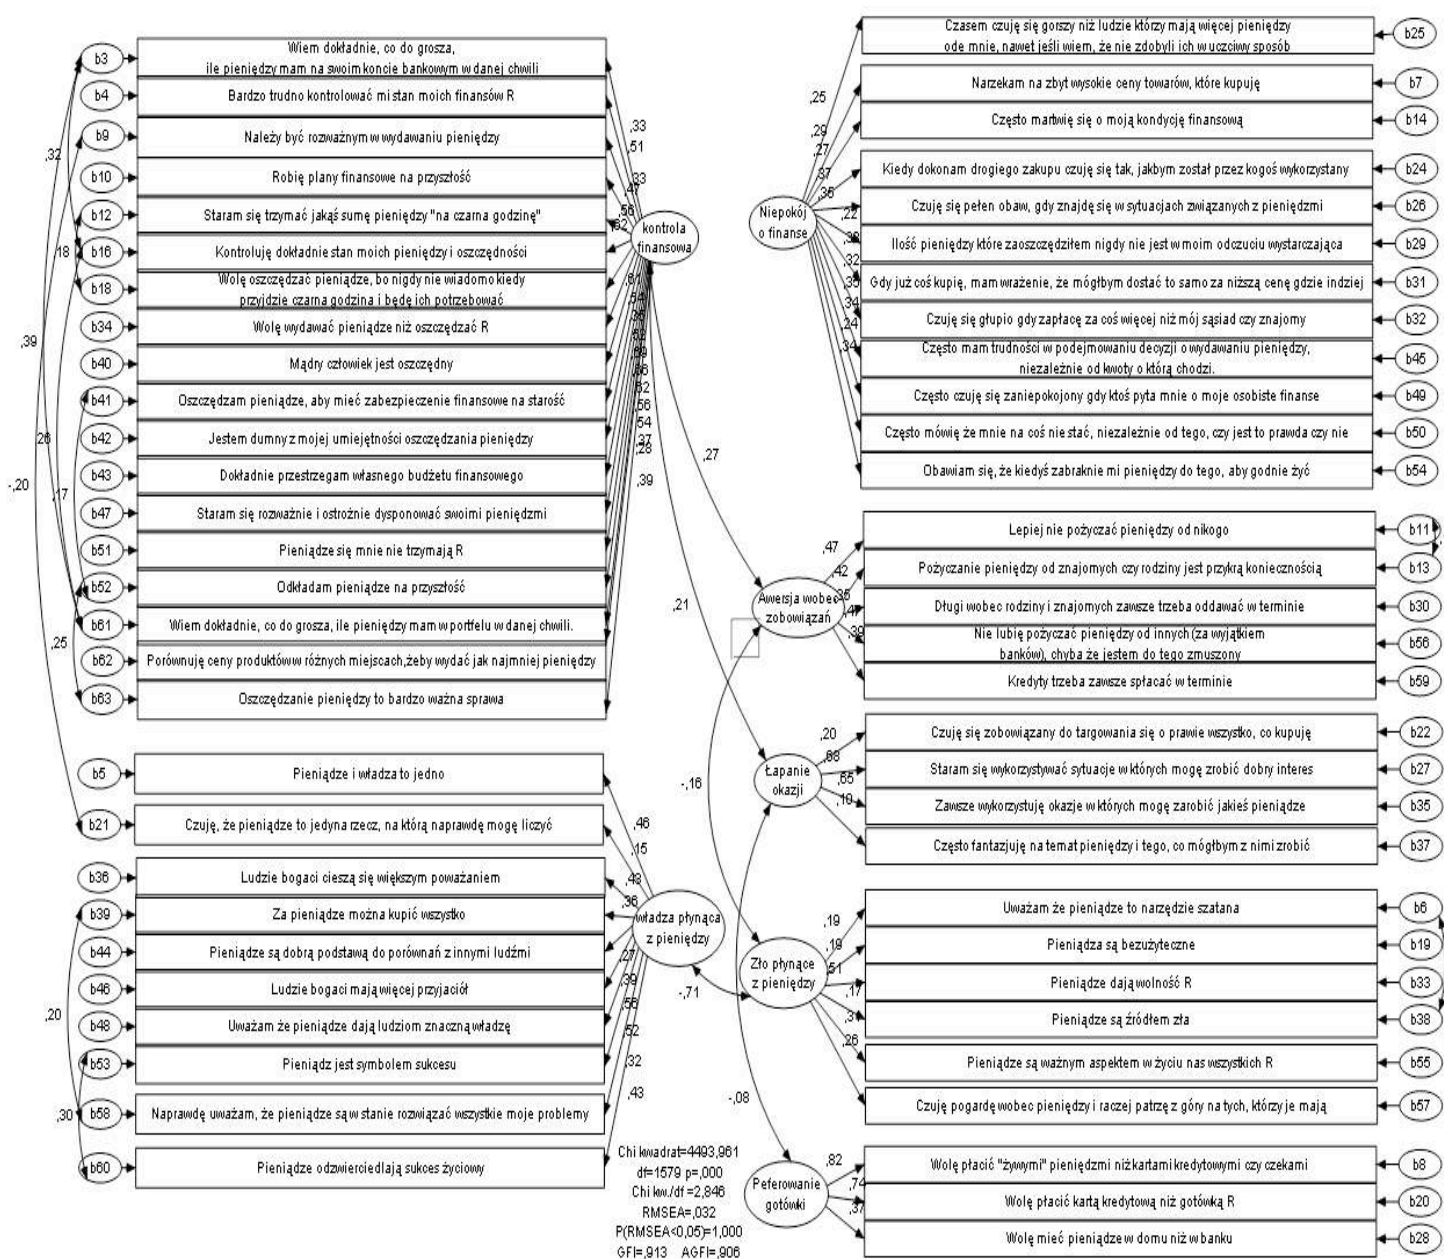 b3
Wiem dokładnie, co do grosza,
ile pieniędzy mam na swoim koncie bankowym w danej chwili
b4
Bardzo trudno kontrolować mi stan moich finansów R
b9
Należy być rozważnym w wydawaniu pieniędzy
b10
Robię plany finansowe na przyszłość
b12
Staram się trzymać jakąś sumę pieniędzy "na czarna godzinę"
b16
Kontroluję dokładnie stan moich pieniędzy i oszczędności
b18
Wolę oszczędzać pieniądze, bo nigdy nie wiadomo kiedy
przyjdzie czarna godzina i będę ich potrzebować
b34
Wolę wydawać pieniądze niż oszczędzać R
b40
Mądry człowiek jest oszczędny
b41
Oszczędzam pieniądze, aby mieć zabezpieczenie finansowe na starość
b42
Jestem dumny z mojej umiejętności oszczędzania pieniędzy
b43
Dokładnie przestrzegam własnego budżetu finansowego
b47
Staram się rozważnie i ostrożnie dysponować swoimi pieniędzmi
b51
Pieniądze się mnie nie trzymają R
b52
Odkładam pieniądze na przyszłość
b61
Wiem dokładnie, co do grosza, ile pieniędzy mam w portfelu w danej chwili.
b62
Porównuję ceny produktów w różnych miejscach,żeby wydać jak najmniej pieniędzy
b63
Oszczędzanie pieniędzy to bardzo ważna sprawa
,32
,18
,39
,26
-,20
,17
,25
,33
,51
,33
,47
,56
,62
,54
,56
,54
,37
,28
,39
kontrola
finansowa
,27
,21
b5
Pieniądze i władza to jedno
b21
Czuję, że pieniądze to jedyna rzecz, na którą naprawdę mogę liczyć
b36
Ludzie bogaci cieszą się większym poważaniem
b39
Za pieniądze można kupić wszystko
b44
Pieniądze są dobrą podstawą do porównań z innymi ludźmi
b46
Ludzie bogaci mają więcej przyjaciół
b48
Uważam że pieniądze dają ludziom znaczną władzę
b53
Pieniądz jest symbolem sukcesu
b58
Naprawdę uważam, że pieniądze są w stanie rozwiązać wszystkie moje problemy
b60
Pieniądze odzwierciedlają sukces życiowy
,20
,30
,46
,15
,43
,36
,27
,39
,56
,52
,32
,43
władza płynąca
z pieniędzy
-,71
-,16
-,08
Chi kwadrat=4493,961
df=1579 p=,000
Chi kw./df =2,846
RMSEA=,032
P(RMSEA<0,05)=1,000
GFI=,913 AGFI=,906
Niepokój
o finanse
,25
,29
,27
,37
,35
,22
,32
,35
,34
,24
,34
Czasem czuję się gorszy niż ludzie którzy mają więcej pieniędzy
ode mnie, nawet jeśli wiem, że nie zdobyli ich w uczciwy sposób
b25
Narzekam na zbyt wysokie ceny towarów, które kupuję
b7
Często martwię się o moją kondycję finansową
b14
Kiedy dokonam drogiego zakupu czuję się tak, jakbym został przez kogoś wykorzystany
b24
Czuję się pełen obaw, gdy znajdę się w sytuacjach związanych z pieniędzmi
b26
Ilość pieniędzy które zaoszczędziłem nigdy nie jest w moim odczuciu wystarczająca
b29
Gdy już coś kupię, mam wrażenie, że mógłbym dostać to samo za niższą cenę gdzie indziej
b31
Czuję się głupio gdy zapłacę za coś więcej niż mój sąsiad czy znajomy
b32
Często mam trudności w podejmowaniu decyzji o wydawaniu pieniędzy,
niezależnie od kwoty o którą chodzi.
b45
Często czuję się zaniepokojony gdy ktoś pyta mnie o moje osobiste finanse
b49
Często mówię że mnie na coś nie stać, niezależnie od tego, czy jest to prawda czy nie
b50
Obawiam się, że kiedyś zabraknie mi pieniędzy do tego, aby godnie żyć
b54
Awersja wobec
zobowiązań
,47
,42
,35
,47
,39
Lepiej nie pożyczać pieniędzy od nikogo
b11
Pożyczanie pieniędzy od znajomych czy rodziny jest przykrą koniecznością
b13
Długi wobec rodziny i znajomych zawsze trzeba oddawać w terminie
b30
Nie lubię pożyczać pieniędzy od innych (za wyjątkiem
banków), chyba że jestem do tego zmuszony
b56
Kredyty trzeba zawsze spłacać w terminie
b59
Łapanie
okazji
,20
,68
,65
,10
Czuję się zobowiązany do targowania się o prawie wszystko, co kupuję
b22
Staram się wykorzystywać sytuacje w których mogę zrobić dobry interes
b27
Zawsze wykorzystuję okazje w których mogę zarobić jakieś pieniądze
b35
Często fantazjuję na temat pieniędzy i tego, co mógłbym z nimi zrobić
b37
Zło płynące
z pieniędzy
,19
,19
,51
,17
,26
Uważam że pieniądze to narzędzie szatana
b6
Pieniądza są bezużyteczne
b19
Pieniądze dają wolność R
b33
Pieniądze są źródłem zła
b38
Pieniądze są ważnym aspektem w życiu nas wszystkich R
b55
Czuję pogardę wobec pieniędzy i raczej patrzę z góry na tych, którzy je mają
b57
Peferowanie
gotówki
,82
,74
,37
Wolę płacić "żywymi" pieniędzmi niż kartami kredytowymi czy czekami
b8
Wolę płacić kartą kredytową niż gotówką R
b20
Wolę mieć pieniądze w domu niż w banku
b28